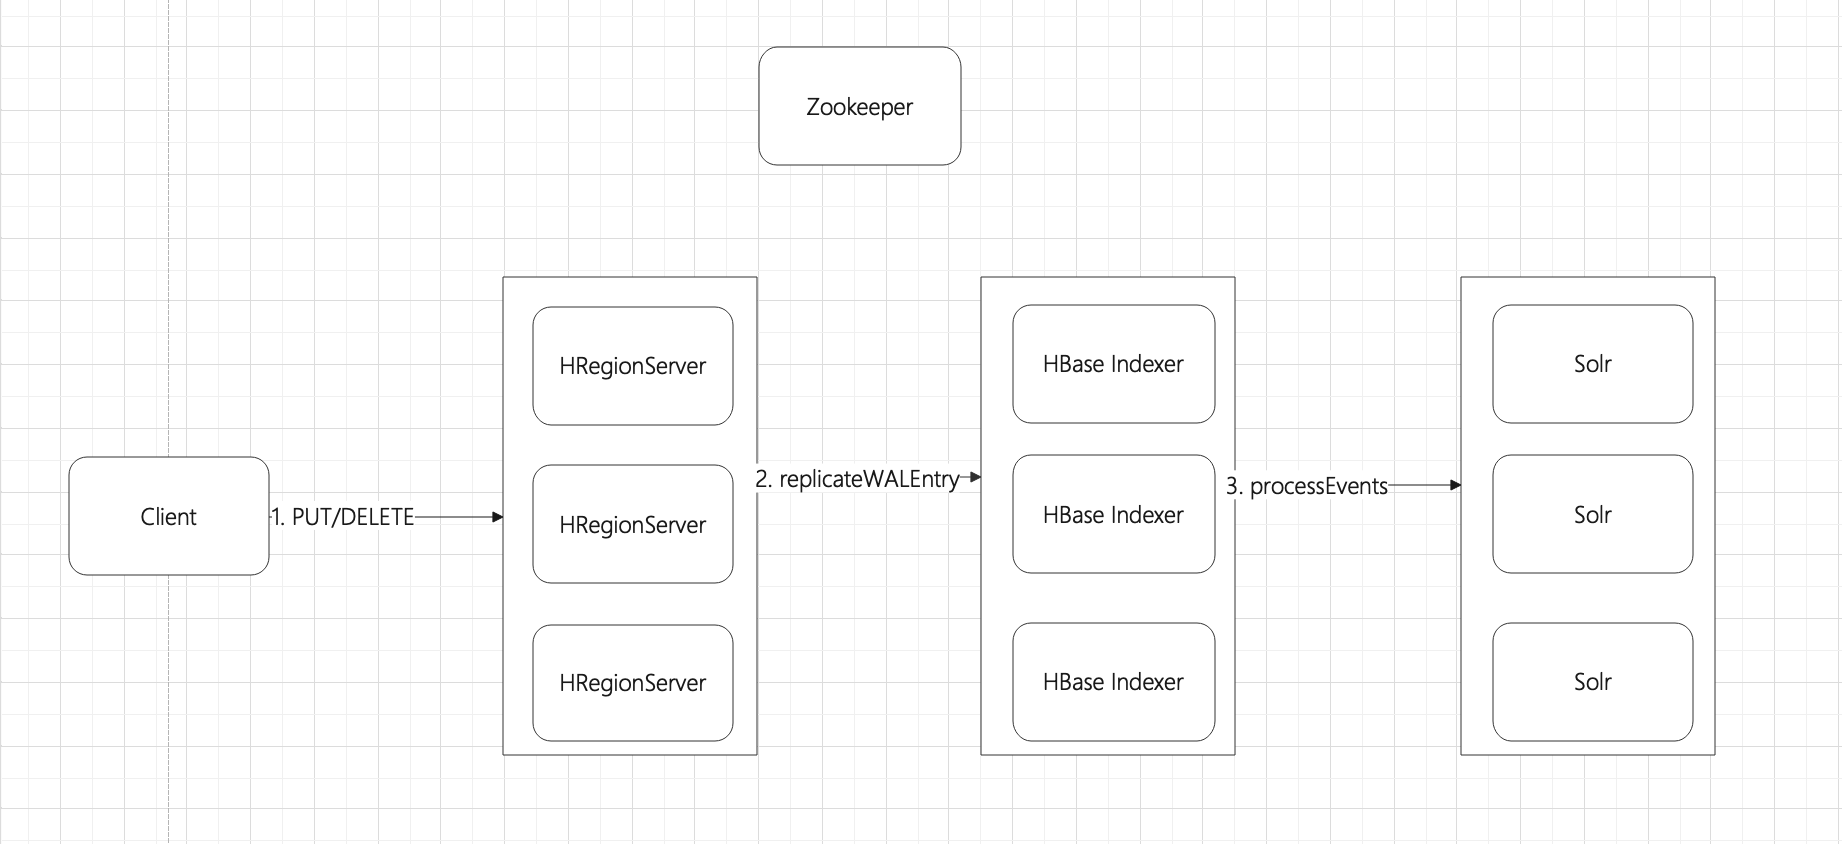 Zookeeper
HRegionServer
HBase Indexer
Solr
2. replicateWALEntry
3. processEvents
Client
1. PUT/DELETE
HRegionServer
HBase Indexer
Solr
HRegionServer
HBase Indexer
Solr